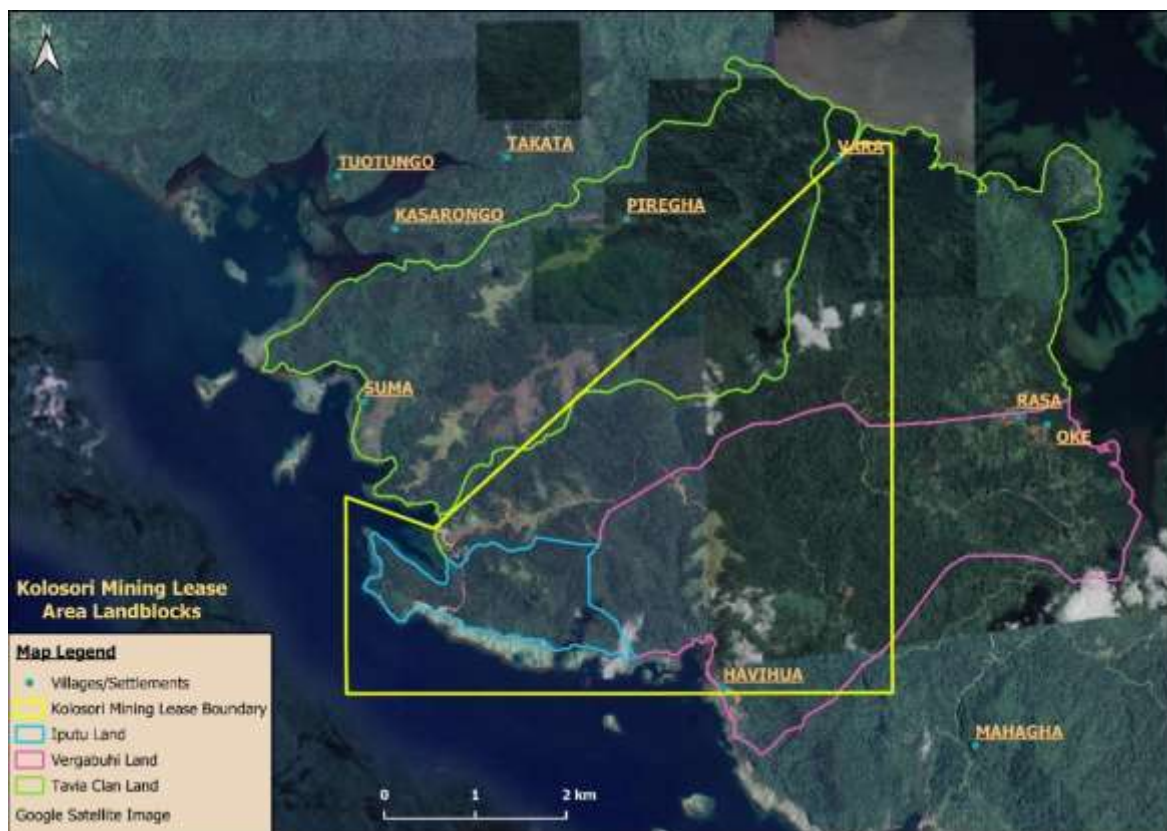 N
TAKATA
TUOTUNGO
VARA
KASARONGO
PIREGHA
SUMA
RASA
OKE
HAVIHUA
MAHAGHA
Kolosori Mining Lease
Area Landblocks
Map Legend
Villages/Settlements
Kolosori Mining Lease Boundary
Iputu Land
Vergabuhi Land
Tavia Clan Land
Google Satellite Image
0 1 2 km